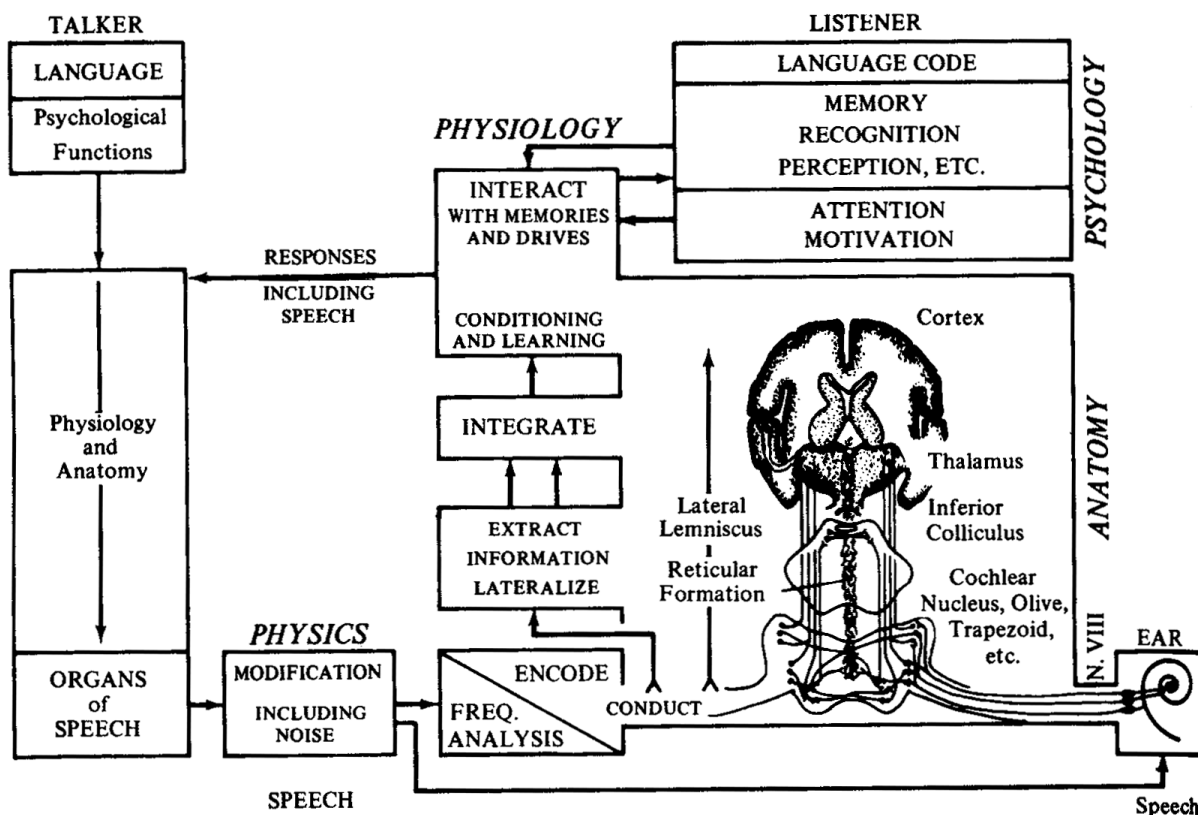 TALKER
LANGUAGE
Psychological
Functions
Physiology
and
Anatomy
ORGANS
of
SPEECH
RESPONSES
INCLUDING
SPEECH
PHYSICS
MODIFICATION
INCLUDING
NOISE
SPEECH
PHYSIOLOGY
INTERACT
WITH MEMORIES
AND DRIVES
CONDITIONING
AND LEARNING
INTEGRATE
EXTRACT
INFORMATION
LATERALIZE
ENCODE
FREQ.
ANALYSIS
CONDUCT
LISTENER
LANGUAGE CODE
MEMORY
RECOGNITION
PERCEPTION, ETC.
ATTENTION
MOTIVATION
PSYCHOLOGY
Cortex
Thalamus
Lateral
Lemniscus
Inferior
Colliculus
Reticular
Formation
Cochlear
Nucleus, Olive,
Trapezoid,
etc.
ANATOMY
N. VIII
EAR
Speech